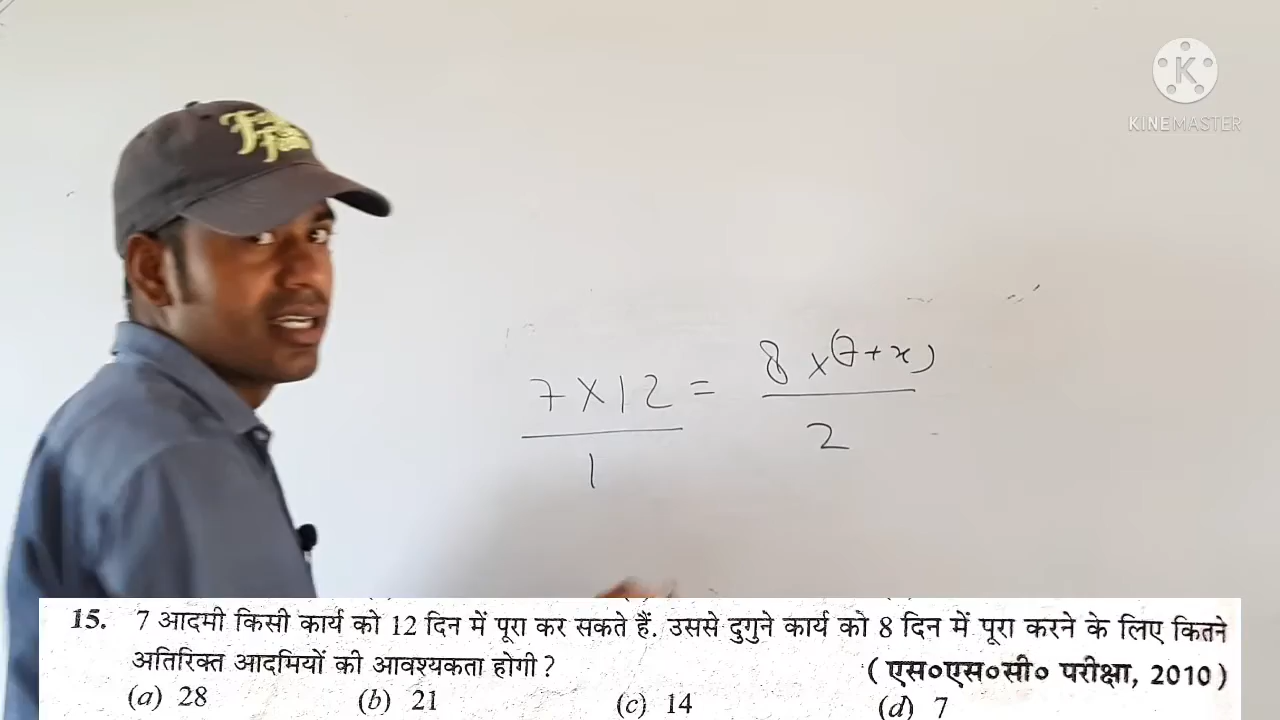 KINEMASTER
7 × 12 = 8 × (7 + x)
1 2
15. 7 आदमी किसी कार्य को 12 दिन में पूरा कर सकते हैं. उससे दुगुने कार्य को 8 दिन में पूरा करने के लिए कितने
अतिरिक्त आदमियों की आवश्यकता होगी ?
(एस०एस०सी० परीक्षा, 2010)
(a) 28 (b) 21 (c) 14 (d) 7